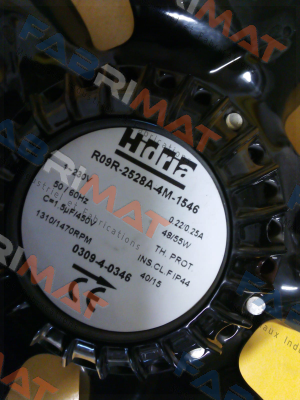 FABRIMAT
Hidria
R09R-2528A-4M-1546
230V 0.22 0.25A
50/60Hz 48/55W
C=1.5µF/450V TH. PROT
1310/1470RPM INS.CL.F IP44
0309-4-0346 40/15
CE